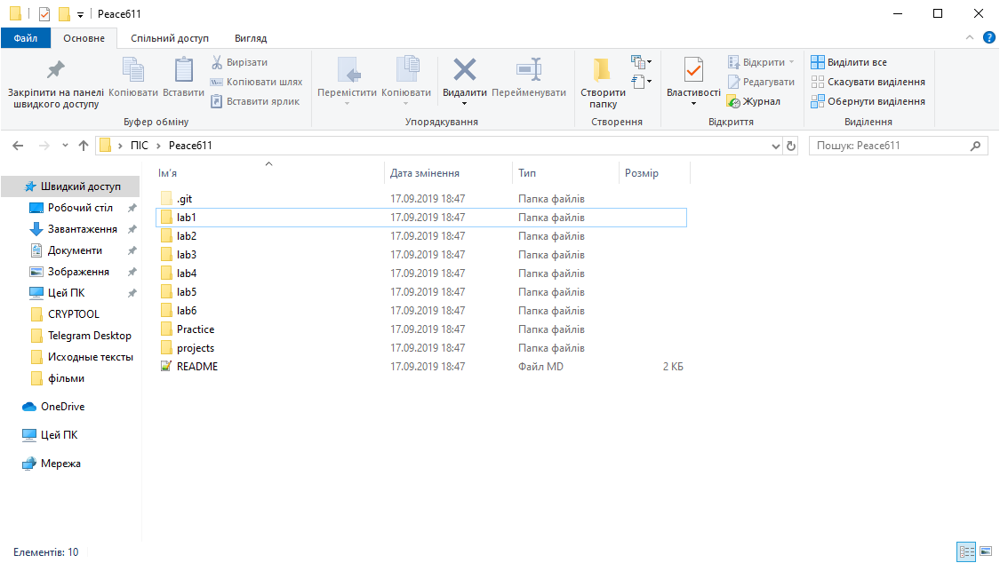 Peace611
Файл Основне Спільний доступ Вигляд
Закріпити на панелі швидкого доступу
Копіювати
Вставити
Вирізати
Копіювати шлях
Вставити ярлик
Буфер обміну
Перемістити
Копіювати
Видалити
Перейменувати
Упорядкування
Створити папку
Створення
Властивості
Відкрити
Редагувати
Журнал
Відкриття
Виділити все
Скасувати виділення
Обернути виділення
Виділення
ПІС > Peace611
Пошук: Peace611
Швидкий доступ
Робочий стіл
Завантаження
Документи
Зображення
Цей ПК
CRYPTOOL
Telegram Desktop
Исходные тексты
фільми
OneDrive
Цей ПК
Мережа
Ім'я Дата змінення Тип Розмір
.git 17.09.2019 18:47 Папка файлів
lab1 17.09.2019 18:47 Папка файлів
lab2 17.09.2019 18:47 Папка файлів
lab3 17.09.2019 18:47 Папка файлів
lab4 17.09.2019 18:47 Папка файлів
lab5 17.09.2019 18:47 Папка файлів
lab6 17.09.2019 18:47 Папка файлів
Practice 17.09.2019 18:47 Папка файлів
projects 17.09.2019 18:47 Папка файлів
README 17.09.2019 18:47 Файл MD 2 КБ
Елементів: 10